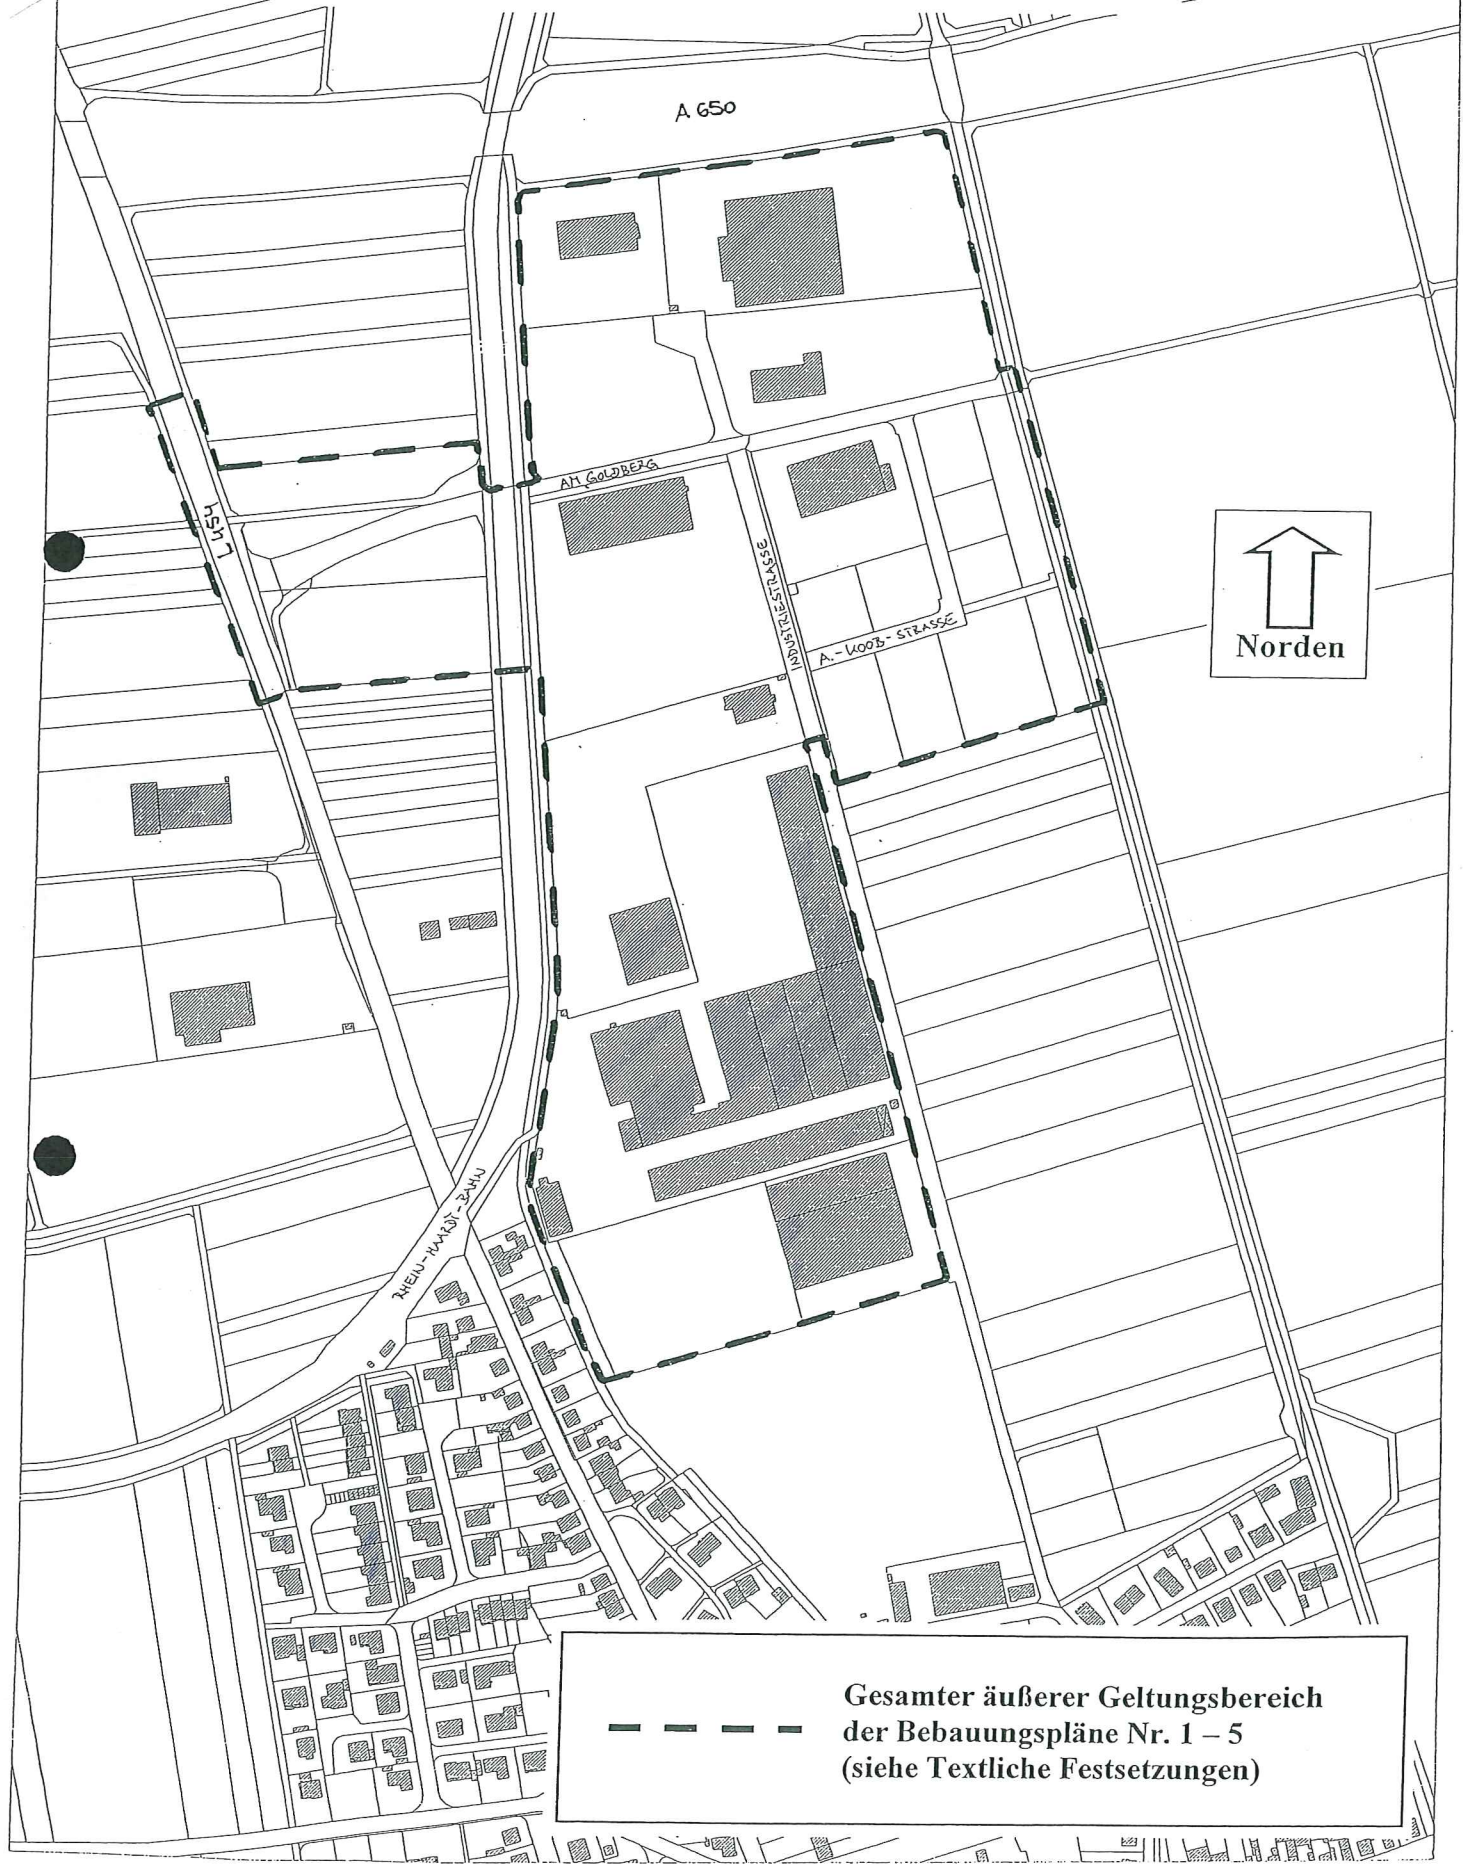 A 650
AM GOLDBERG
L454
INDUSTRIESTRASSE
A.-KOOB-STRASSE
Norden
RHEIN-HAARDT-BAHN
Gesamter äußerer Geltungsbereich
der Bebauungspläne Nr. 1 – 5
(siehe Textliche Festsetzungen)